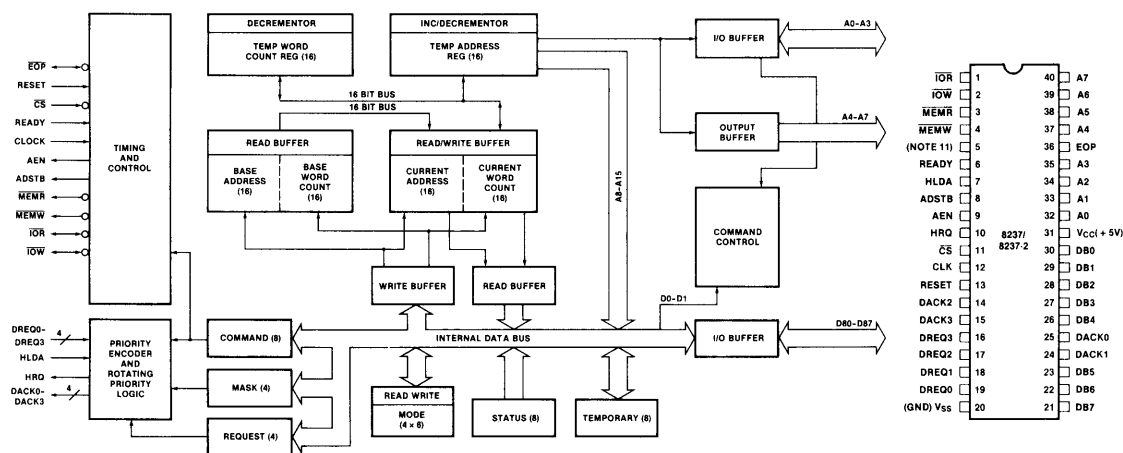 EOP
RESET
CS
READY
CLOCK
AEN
ADSTB
MEMR
MEMW
IOR
IOW
TIMING
AND
CONTROL
DREQ0-
DREQ3
4
HLDA
HRQ
DACK0-
DACK3
4
PRIORITY
ENCODER
AND
ROTATING
PRIORITY
LOGIC
DECREMENTOR
TEMP WORD
COUNT REG (16)
INC/DECREMENTOR
TEMP ADDRESS
REG (16)
16 BIT BUS
16 BIT BUS
READ BUFFER
BASE
ADDRESS
(16)
BASE
WORD
COUNT
(16)
READ/WRITE BUFFER
CURRENT
ADDRESS
(16)
CURRENT
WORD
COUNT
(16)
WRITE BUFFER
READ BUFFER
A8-A15
I/O BUFFER
A0-A3
OUTPUT
BUFFER
A4-A7
COMMAND
CONTROL
D0-D1
COMMAND (8)
MASK (4)
REQUEST (4)
INTERNAL DATA BUS
READ WRITE
MODE
(4 × 6)
STATUS (8)
TEMPORARY (8)
I/O BUFFER
D80-D87
IOR 1 40 A7
IOW 2 39 A6
MEMR 3 38 A5
MEMW 4 37 A4
(NOTE 11) 5 36 EOP
READY 6 35 A3
HLDA 7 34 A2
ADSTB 8 33 A1
AEN 9 32 A0
HRQ 10 31 VCC(+5V)
8237/
8237-2
CS 11 30 DB0
CLK 12 29 DB1
RESET 13 28 DB2
DACK2 14 27 DB3
DACK3 15 26 DB4
DREQ3 16 25 DACK0
DREQ2 17 24 DACK1
DREQ1 18 23 DB5
DREQ0 19 22 DB6
(GND) VSS 20 21 DB7